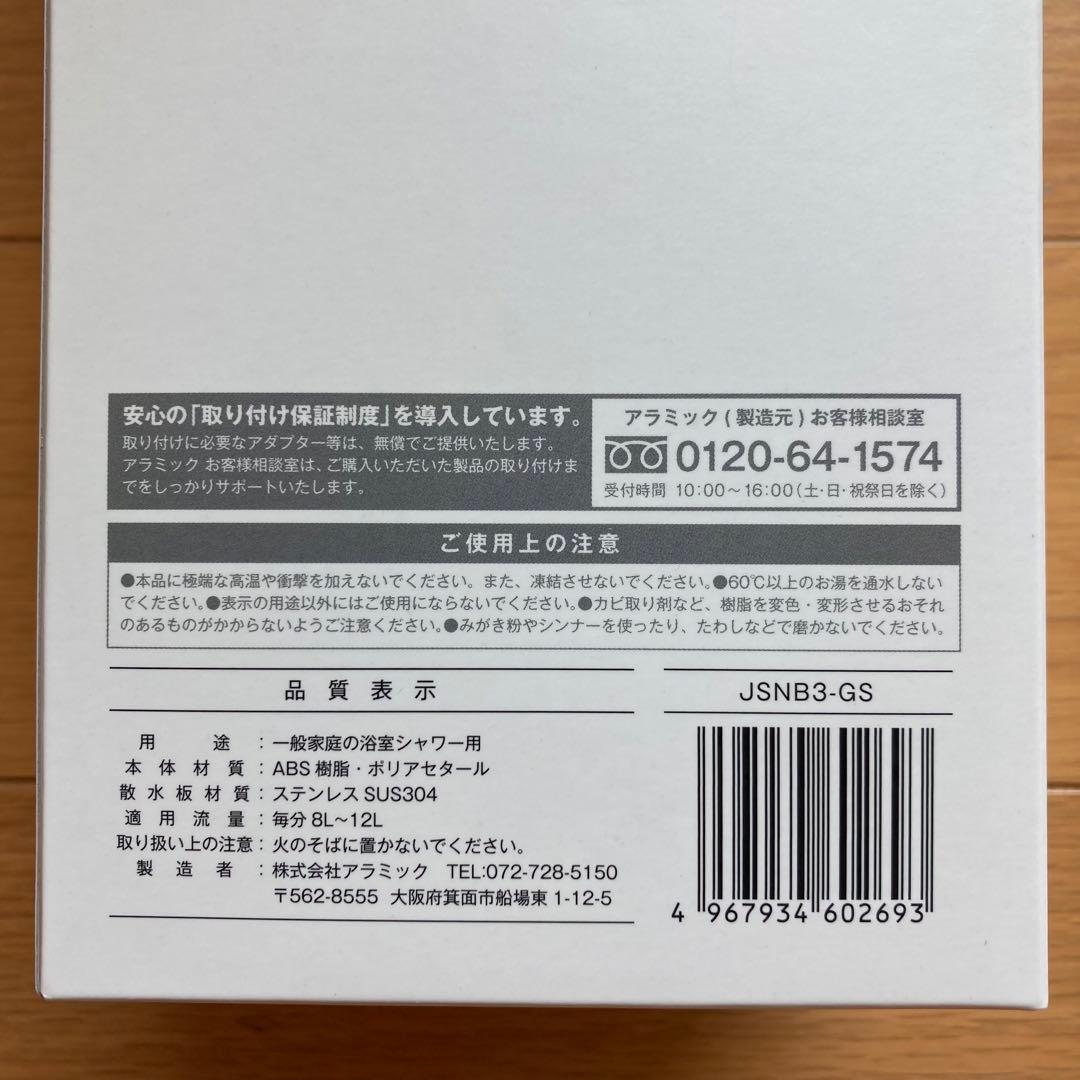 安心の「取り付け保証制度」を導入しています。
取り付けに必要なアダプター等は、無償でご提供いたします。
アラミック お客様相談室は、ご購入いただいた製品の取り付けま
でをしっかりサポートいたします。
アラミック(製造元)お客様相談室
0120-64-1574
受付時間 10:00〜16:00(土・日・祝祭日を除く)
ご使用上の注意
●本品に極端な高温や衝撃を加えないでください。また、凍結させないでください。●60℃以上のお湯を通水しない
でください。●表示の用途以外にはご使用にならないでください。●カビ取り剤など、樹脂を変色・変形させるおそれ
のあるものがかからないようご注意ください。●みがき粉やシンナーを使ったり、たわしなどで磨かないでください。
品質表示
用途:一般家庭の浴室シャワー用
本体材質:ABS樹脂・ポリアセタール
散水板材質:ステンレス SUS304
適用流量:毎分 8L〜12L
取り扱い上の注意:火のそばに置かないでください。
製造者:株式会社アラミック TEL:072-728-5150
〒562-8555 大阪府箕面市船場東 1-12-5
JSNB3-GS
4 967934 602693